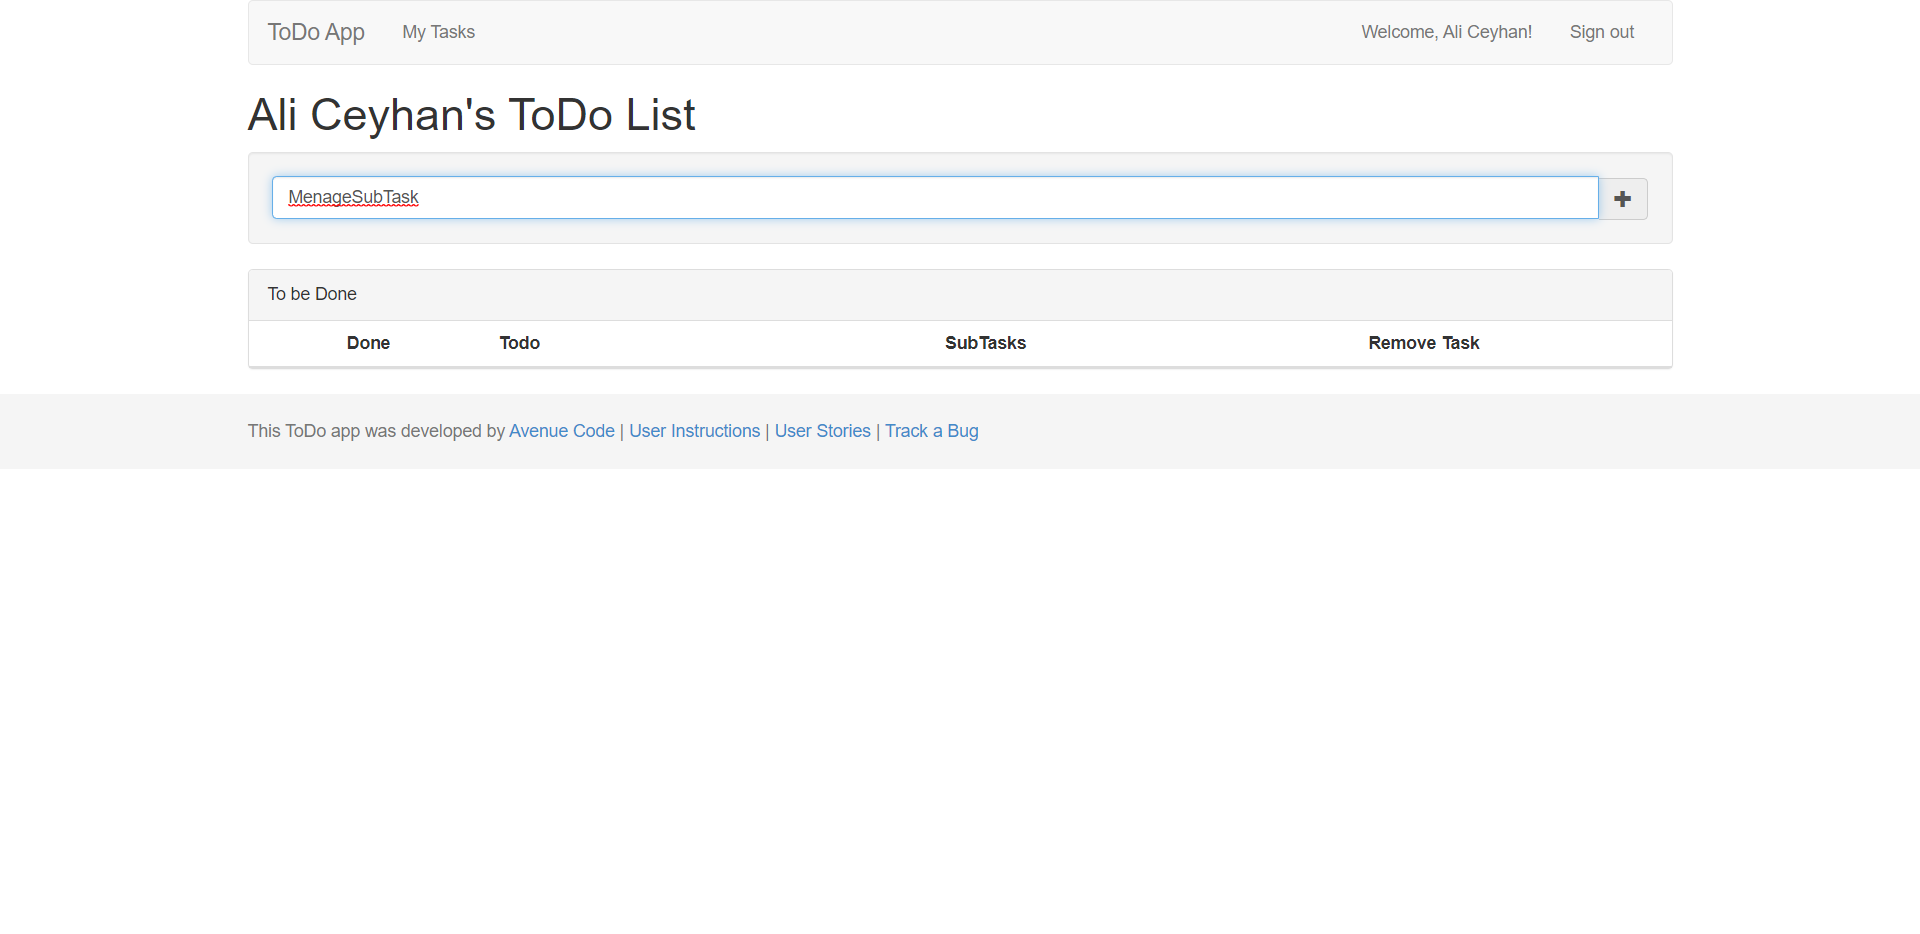 ToDo App My Tasks Welcome, Ali Ceyhan! Sign out
Ali Ceyhan's ToDo List
MenageSubTask
To be Done
Done Todo SubTasks Remove Task
This ToDo app was developed by Avenue Code | User Instructions | User Stories | Track a Bug